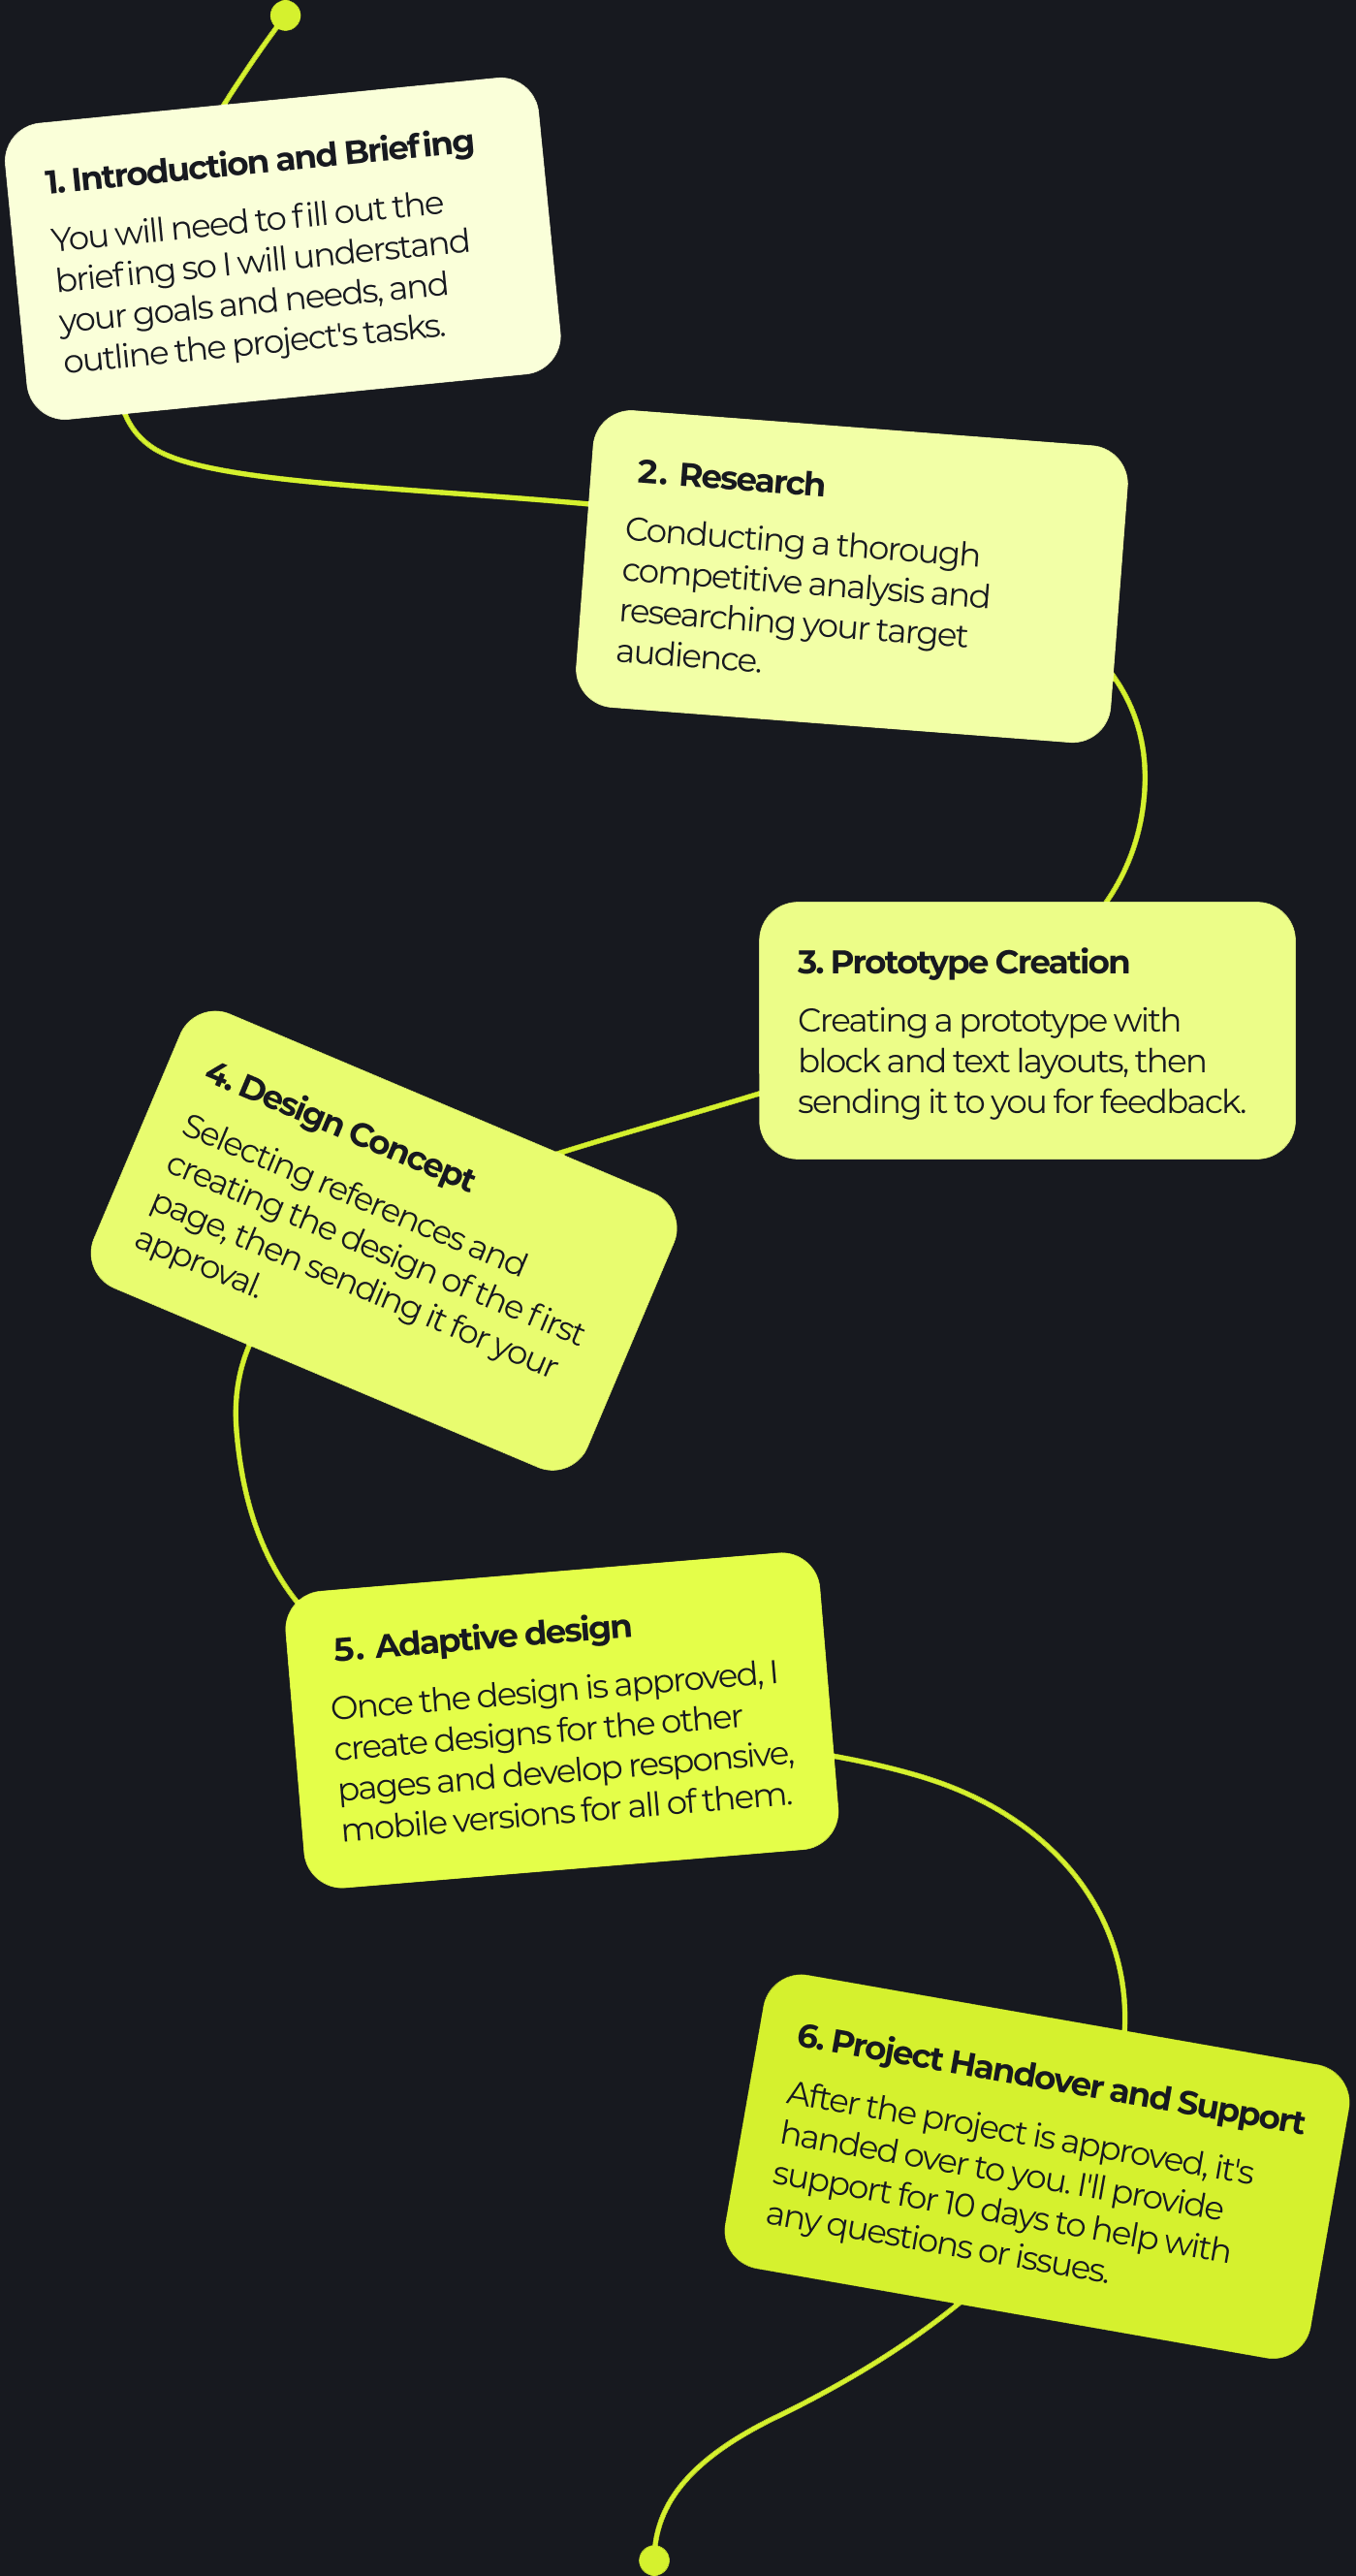 1. Introduction and Briefing
You will need to fill out the
briefing so I will understand
your goals and needs, and
outline the project's tasks.
2. Research
Conducting a thorough
competitive analysis and
researching your target
audience.
3. Prototype Creation
Creating a prototype with
block and text layouts, then
sending it to you for feedback.
4. Design Concept
Selecting references and
creating the design of the first
page, then sending it for your
approval.
5. Adaptive design
Once the design is approved, I
create designs for the other
pages and develop responsive,
mobile versions for all of them.
6. Project Handover and Support
After the project is approved, it's
handed over to you. I'll provide
support for 10 days to help with
any questions or issues.